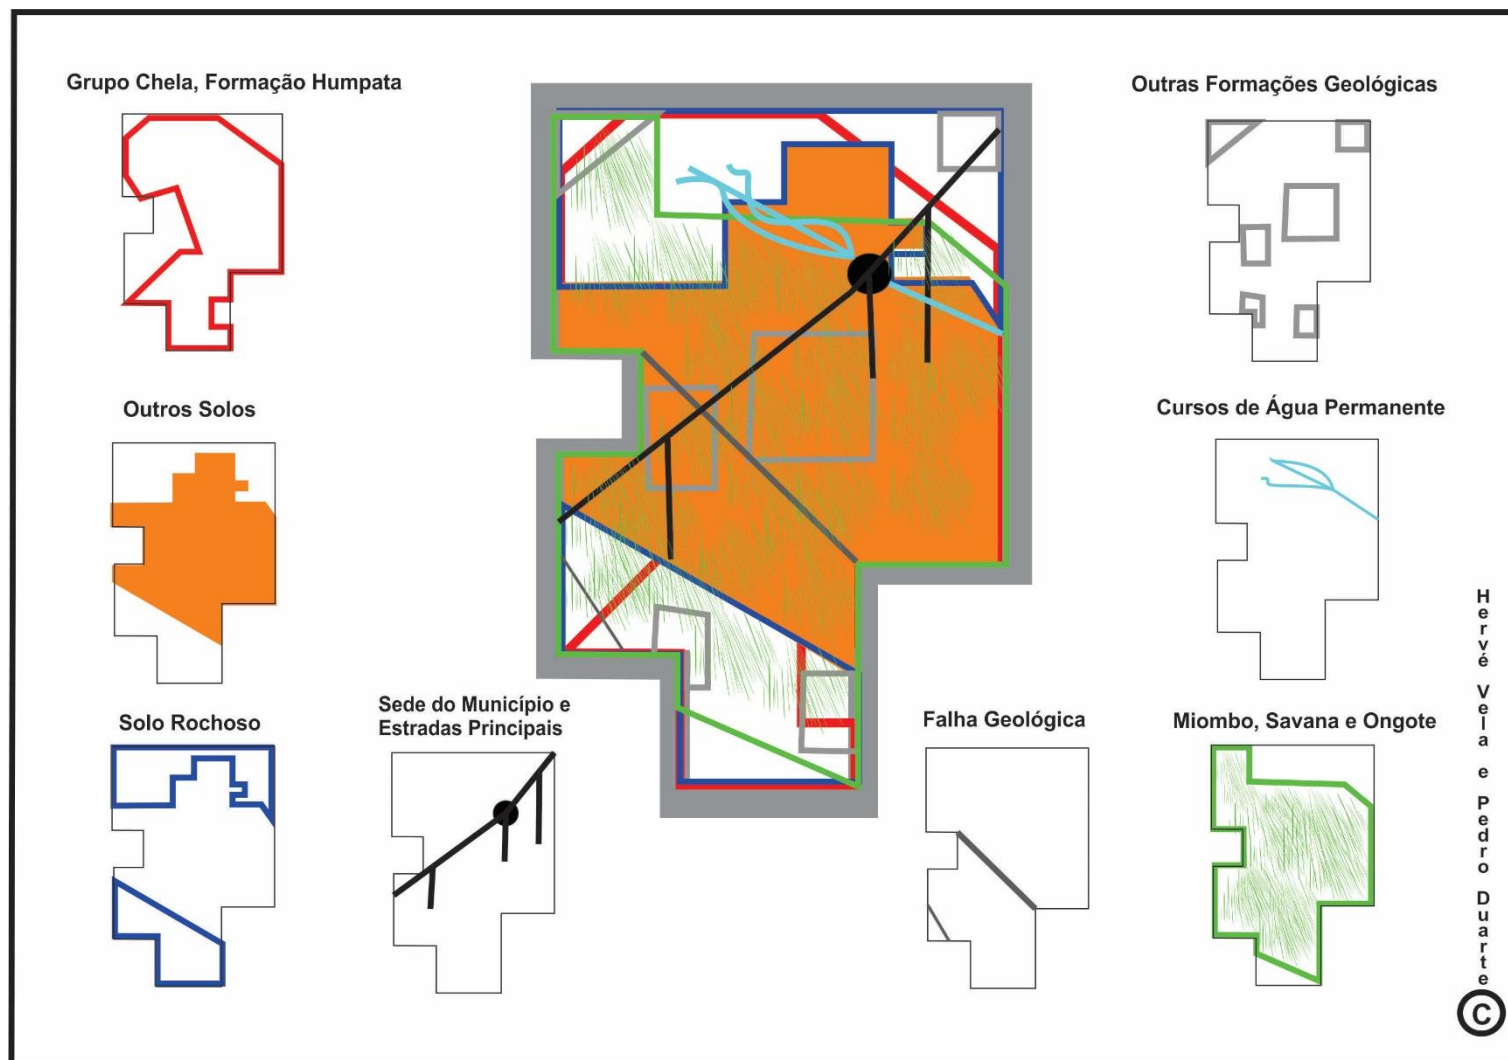 Grupo Chela, Formação Humpata
Outras Formações Geológicas
Outros Solos
Cursos de Água Permanente
Solo Rochoso
Sede do Município e
Estradas Principais
Falha Geológica
Miombo, Savana e Ongote
Hervé Vela e Pedro Duarte
©